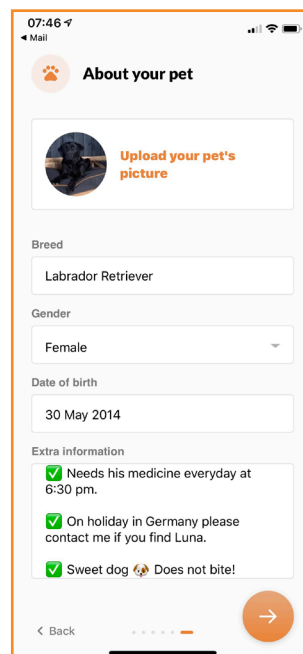 07:46
◀ Mail
About your pet
Upload your pet's
picture
Breed
Labrador Retriever
Gender
Female
Date of birth
30 May 2014
Extra information
✅ Needs his medicine everyday at
6:30 pm.
✅ On holiday in Germany please
contact me if you find Luna.
✅ Sweet dog 🐶 Does not bite!
< Back